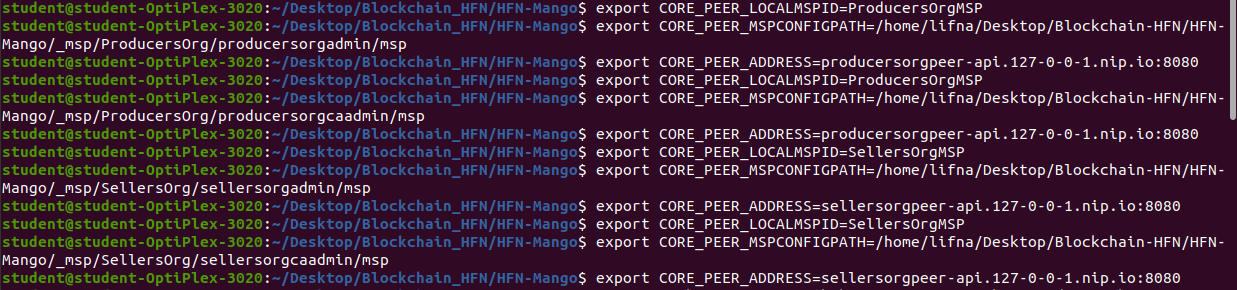 student@student-OptiPlex-3020:~/Desktop/Blockchain_HFN/HFN-Mango$ export CORE_PEER_LOCALMSPID=ProducersOrgMSP
student@student-OptiPlex-3020:~/Desktop/Blockchain_HFN/HFN-Mango$ export CORE_PEER_MSPCONFIGPATH=/home/lifna/Desktop/Blockchain-HFN/HFN-
Mango/_msp/ProducersOrg/producersorgadmin/msp
student@student-OptiPlex-3020:~/Desktop/Blockchain_HFN/HFN-Mango$ export CORE_PEER_ADDRESS=producersorgpeer-api.127-0-0-1.nip.io:8080
student@student-OptiPlex-3020:~/Desktop/Blockchain_HFN/HFN-Mango$ export CORE_PEER_LOCALMSPID=ProducersOrgMSP
student@student-OptiPlex-3020:~/Desktop/Blockchain_HFN/HFN-Mango$ export CORE_PEER_MSPCONFIGPATH=/home/lifna/Desktop/Blockchain-HFN/HFN-
Mango/_msp/ProducersOrg/producersorgcaadmin/msp
student@student-OptiPlex-3020:~/Desktop/Blockchain_HFN/HFN-Mango$ export CORE_PEER_ADDRESS=producersorgpeer-api.127-0-0-1.nip.io:8080
student@student-OptiPlex-3020:~/Desktop/Blockchain_HFN/HFN-Mango$ export CORE_PEER_LOCALMSPID=SellersOrgMSP
student@student-OptiPlex-3020:~/Desktop/Blockchain_HFN/HFN-Mango$ export CORE_PEER_MSPCONFIGPATH=/home/lifna/Desktop/Blockchain-HFN/HFN-
Mango/_msp/SellersOrg/sellersorgadmin/msp
student@student-OptiPlex-3020:~/Desktop/Blockchain_HFN/HFN-Mango$ export CORE_PEER_ADDRESS=sellersorgpeer-api.127-0-0-1.nip.io:8080
student@student-OptiPlex-3020:~/Desktop/Blockchain_HFN/HFN-Mango$ export CORE_PEER_LOCALMSPID=SellersOrgMSP
student@student-OptiPlex-3020:~/Desktop/Blockchain_HFN/HFN-Mango$ export CORE_PEER_MSPCONFIGPATH=/home/lifna/Desktop/Blockchain-HFN/HFN-
Mango/_msp/SellersOrg/sellersorgcaadmin/msp
student@student-OptiPlex-3020:~/Desktop/Blockchain_HFN/HFN-Mango$ export CORE_PEER_ADDRESS=sellersorgpeer-api.127-0-0-1.nip.io:8080